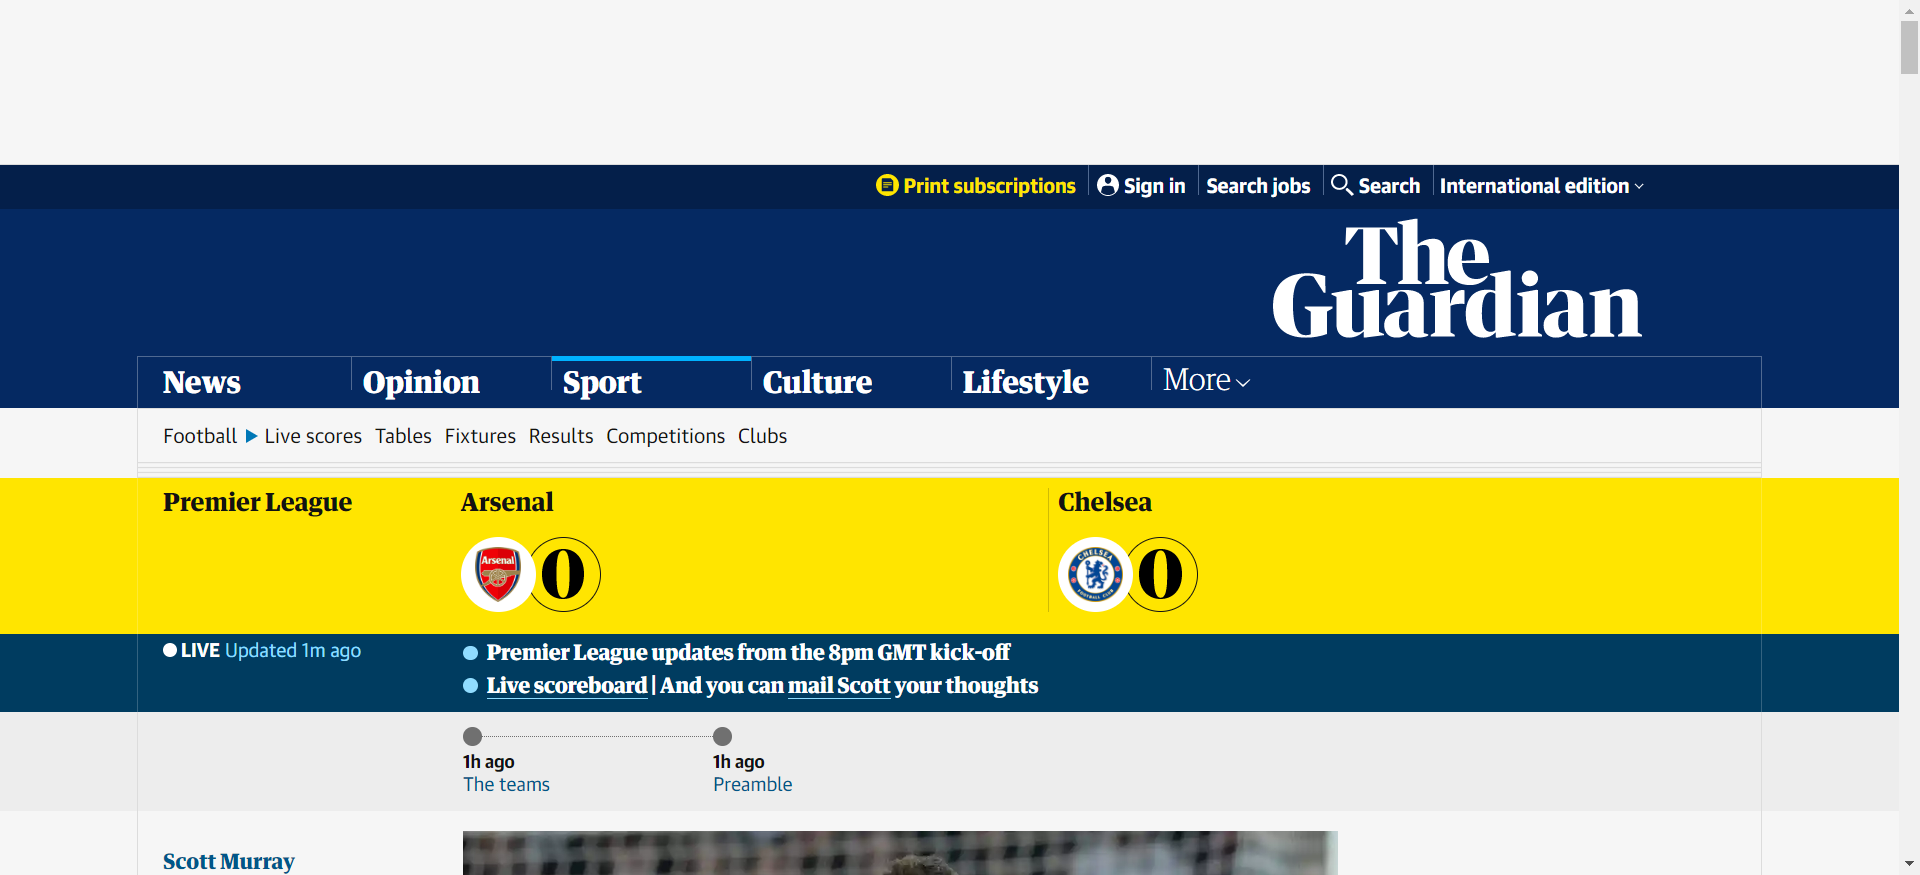 Print subscriptions Sign in Search jobs Search International edition
The
Guardian
News Opinion Sport Culture Lifestyle More
Football Live scores Tables Fixtures Results Competitions Clubs
Premier League Arsenal Chelsea
Arsenal 0 CHELSEA FOOTBALL CLUB 0
LIVE Updated 1m ago
Premier League updates from the 8pm GMT kick-off
Live scoreboard | And you can mail Scott your thoughts
1h ago 1h ago
The teams Preamble
Scott Murray